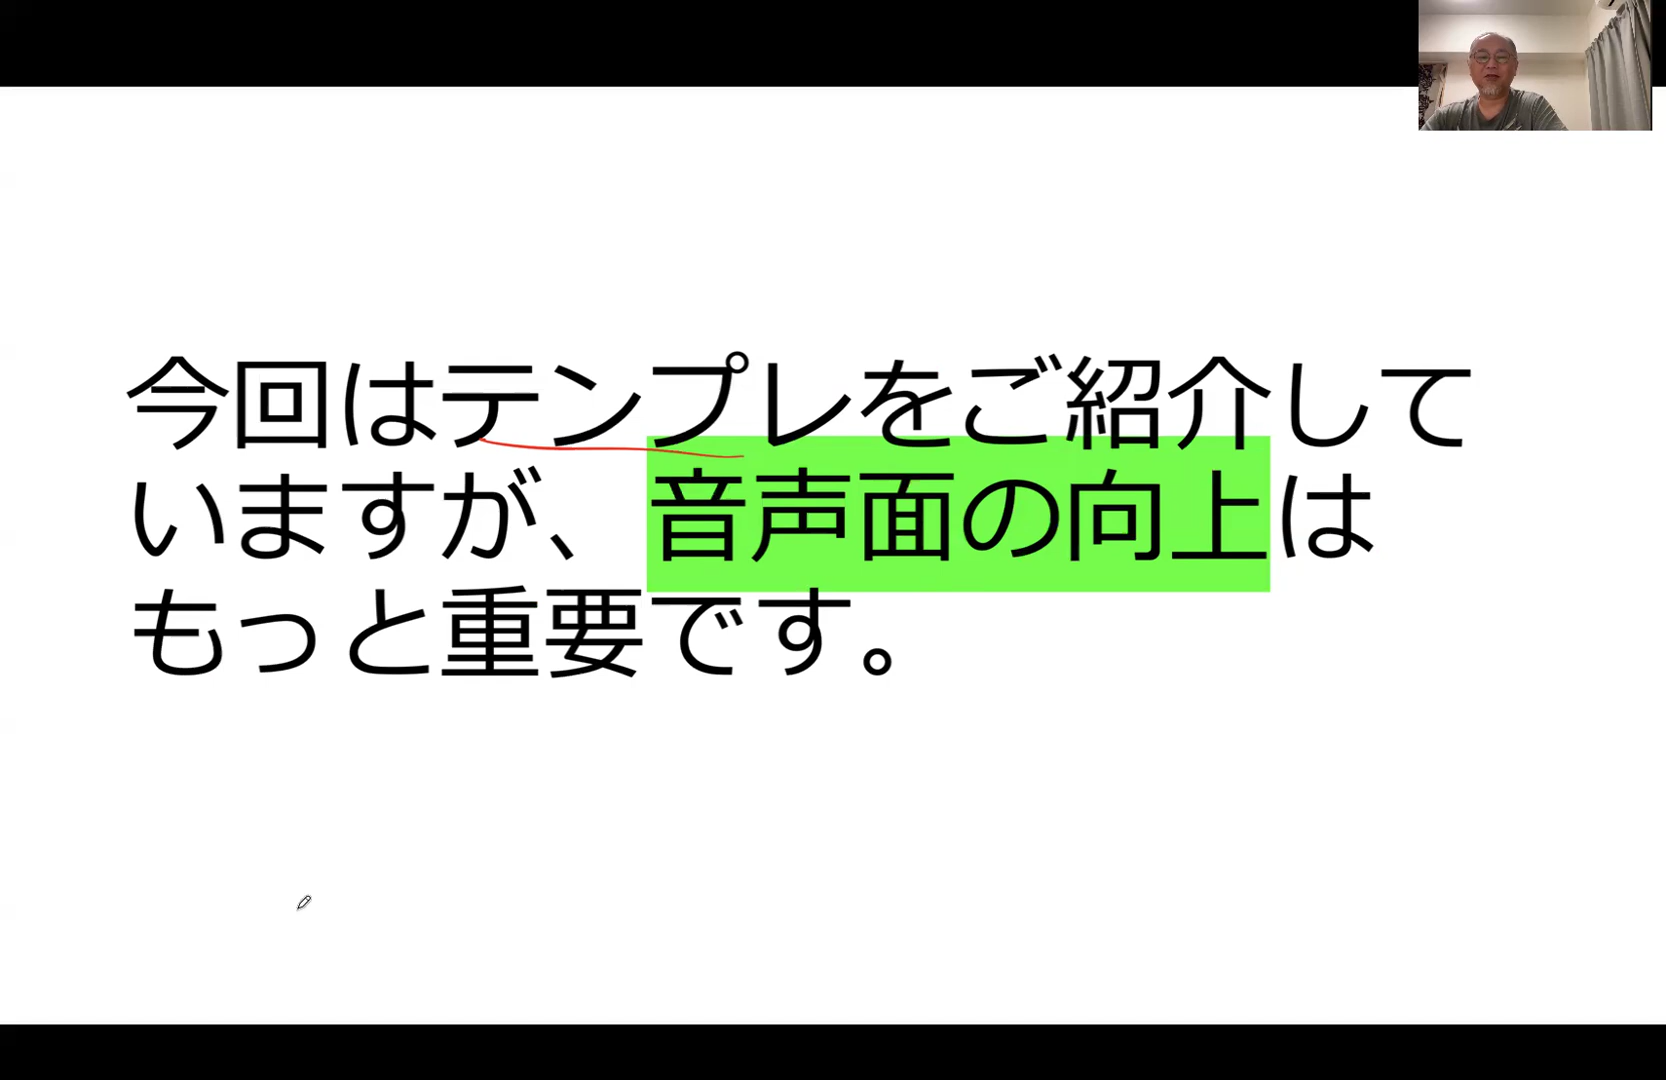 今回はテンプレをご紹介して
いますが、音声面の向上は
もっと重要です。